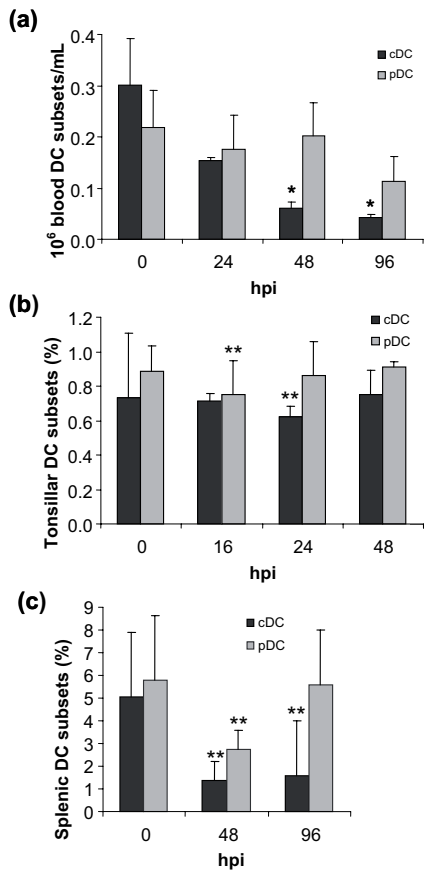 (a)
0.4
0.3
0.2
0.1
0.0
10⁶ blood DC subsets/mL
cDC
pDC
*
*
0 24 48 96
hpi
(b)
1.2
1.0
0.8
0.6
0.4
0.2
0.0
Tonsillar DC subsets (%)
cDC
pDC
**
**
0 16 24 48
hpi
(c)
9
8
7
6
5
4
3
2
1
0
Splenic DC subsets (%)
cDC
pDC
**
**
**
0 48 96
hpi